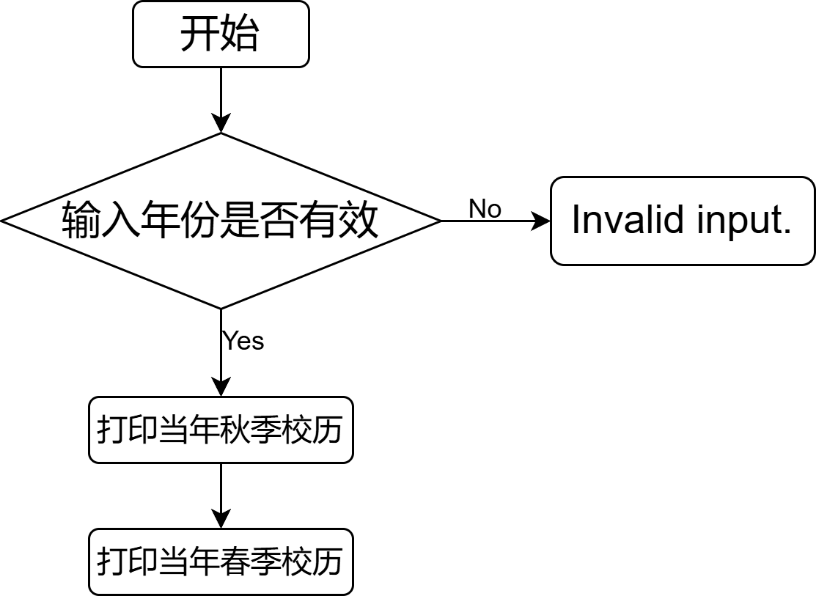 开始
输入年份是否有效
No
Invalid input.
Yes
打印当年秋季校历
打印当年春季校历